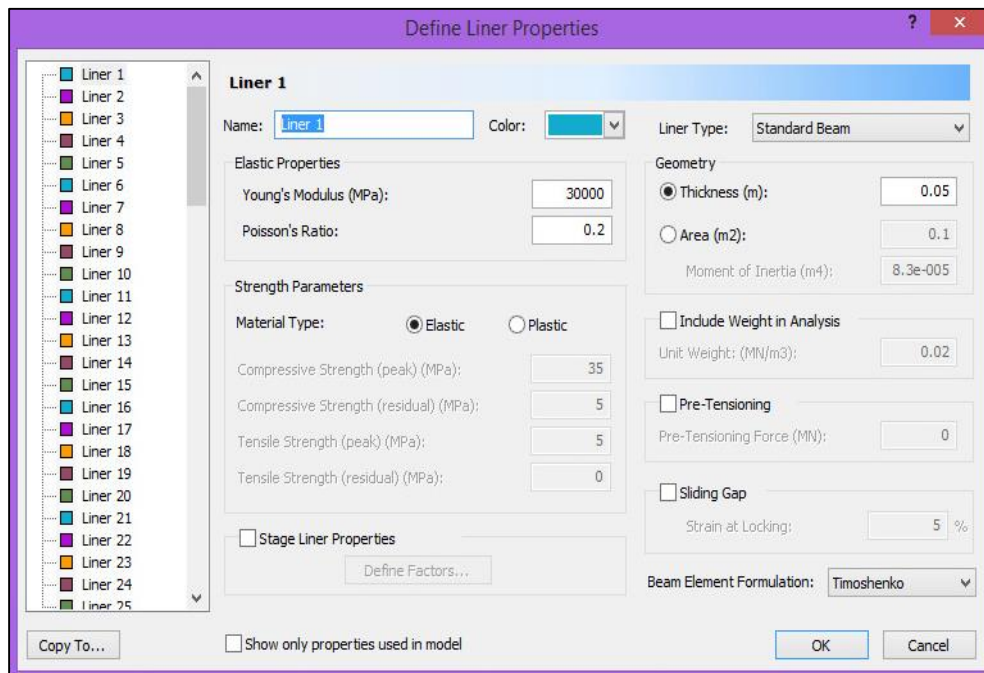 Define Liner Properties
?
×
Liner 1
Liner 2
Liner 3
Liner 4
Liner 5
Liner 6
Liner 7
Liner 8
Liner 9
Liner 10
Liner 11
Liner 12
Liner 13
Liner 14
Liner 15
Liner 16
Liner 17
Liner 18
Liner 19
Liner 20
Liner 21
Liner 22
Liner 23
Liner 24
Liner 25
Liner 1
Name: Liner 1 Color:
Liner Type: Standard Beam
Elastic Properties
Young's Modulus (MPa): 30000
Poisson's Ratio: 0.2
Strength Parameters
Material Type: Elastic Plastic
Compressive Strength (peak) (MPa): 35
Compressive Strength (residual) (MPa): 5
Tensile Strength (peak) (MPa): 5
Tensile Strength (residual) (MPa): 0
Stage Liner Properties
Define Factors...
Geometry
Thickness (m): 0.05
Area (m2): 0.1
Moment of Inertia (m4): 8.3e-005
Include Weight in Analysis
Unit Weight: (MN/m3): 0.02
Pre-Tensioning
Pre-Tensioning Force (MN): 0
Sliding Gap
Strain at Locking: 5 %
Beam Element Formulation: Timoshenko
Copy To...
Show only properties used in model
OK
Cancel